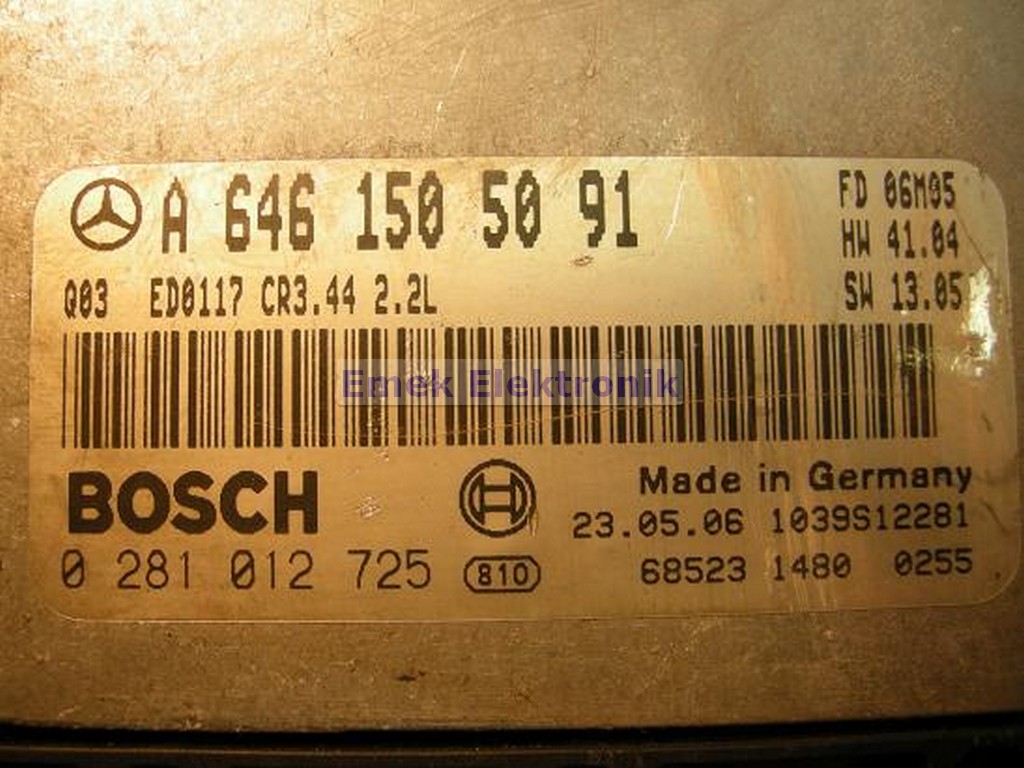 A 646 150 50 91
FD 06M05
HW 41.04
Q03 ED0117 CR3.44 2.2L
SW 13.05
Emek Elektronik
BOSCH
Made in Germany
23.05.06 1039S12281
0 281 012 725 810
68523 1480 0255